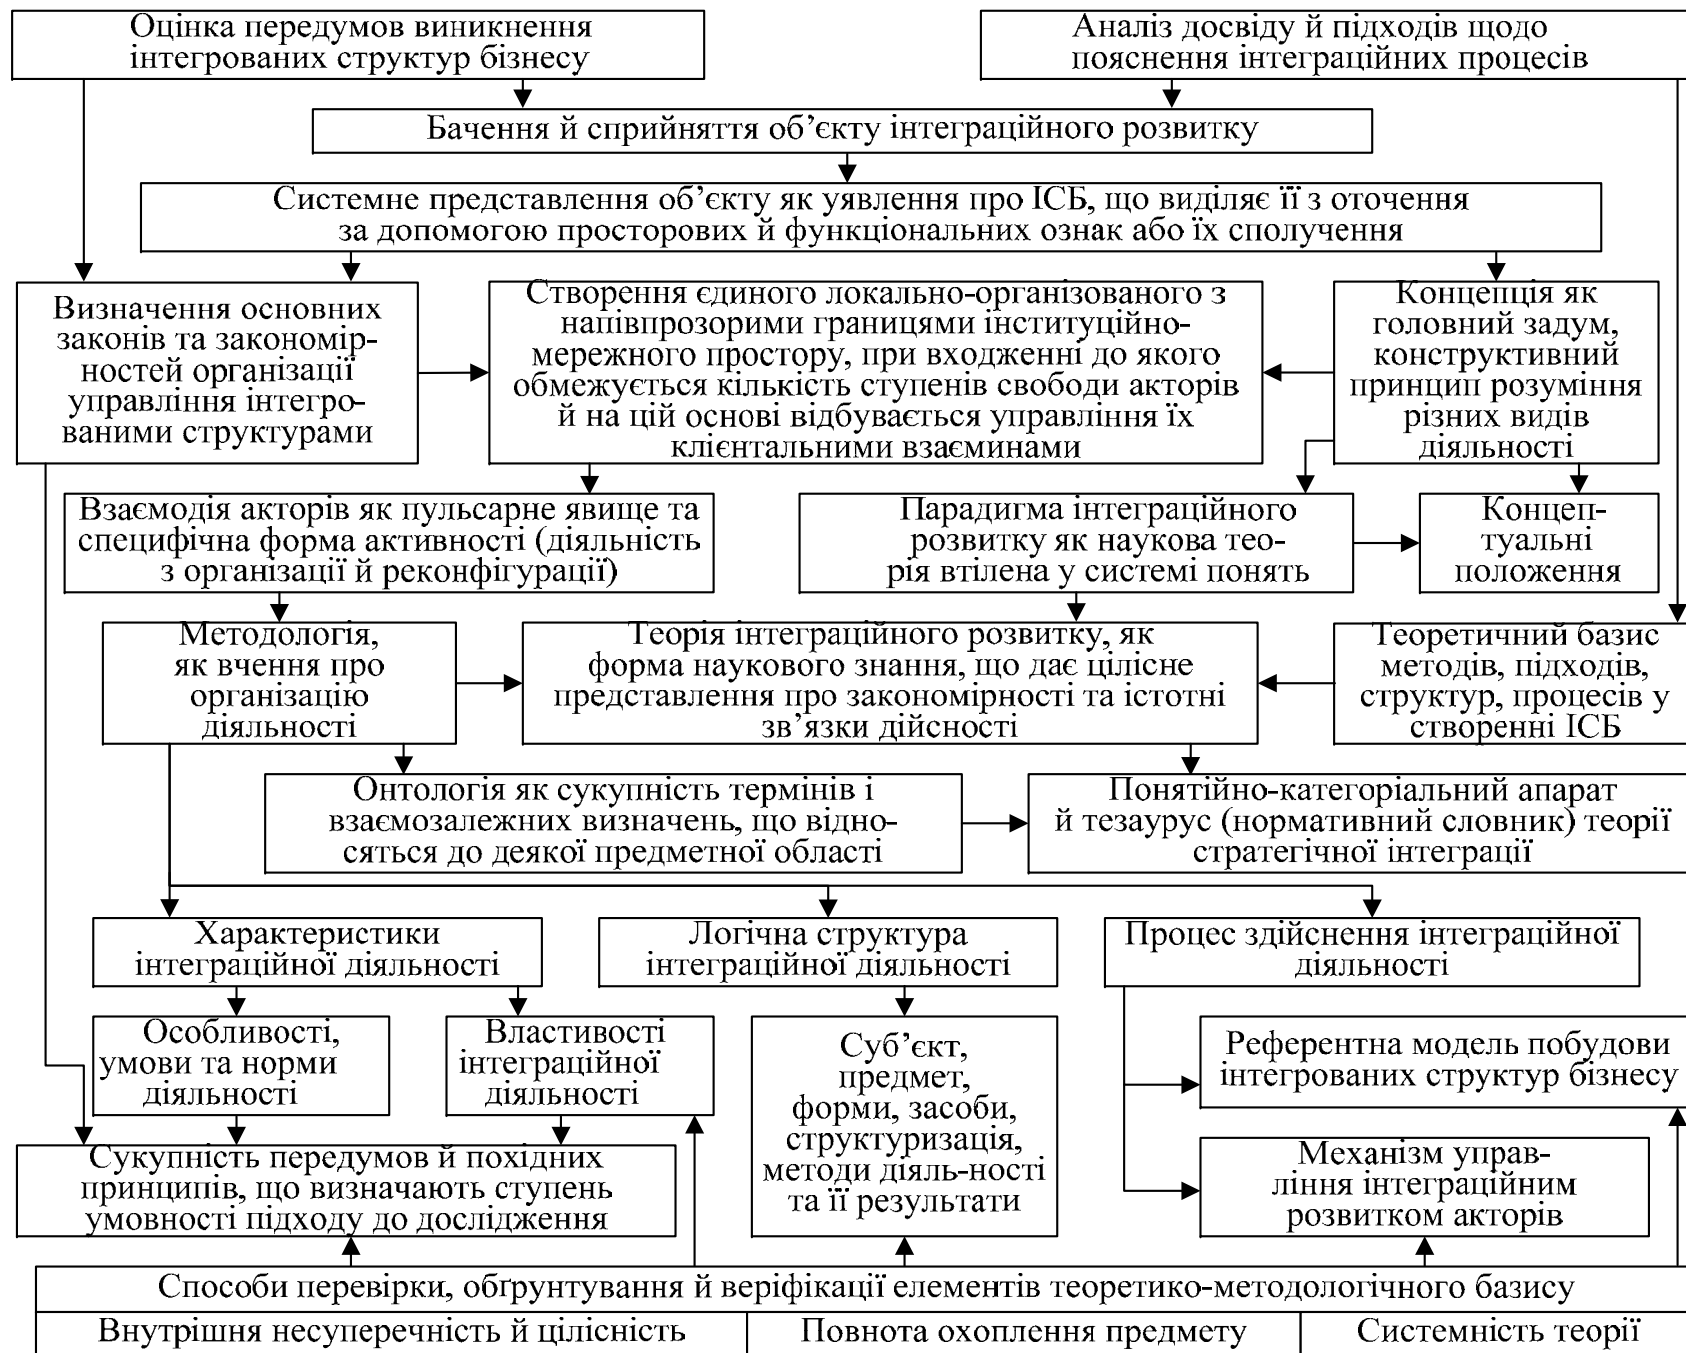 Оцінка передумов виникнення
інтегрованих структур бізнесу
Аналіз досвіду й підходів щодо
пояснення інтеграційних процесів
Бачення й сприйняття об’єкту інтеграційного розвитку
Системне представлення об’єкту як уявлення про ІСБ, що виділяє її з оточення
за допомогою просторових й функціональних ознак або їх сполучення
Визначення основних
законів та закономір-
ностей організації
управління інтегро-
ваними структурами
Створення єдиного локально-організованого з
напівпрозорими границями інституційно-
мережного простору, при входженні до якого
обмежується кількість ступенів свободи акторів
й на цій основі відбувається управління їх
клієнтальними взаєминами
Концепція як
головний задум,
конструктивний
принцип розуміння
різних видів
діяльності
Взаємодія акторів як пульсарне явище та
специфічна форма активності (діяльність
з організації й реконфігурації)
Парадигма інтеграційного
розвитку як наукова тео-
рія втілена у системі понять
Концеп-
туальні
положення
Методологія,
як вчення про
організацію
діяльності
Теорія інтеграційного розвитку, як
форма наукового знання, що дає цілісне
представлення про закономірності та істотні
зв’язки дійсності
Теоретичний базис
методів, підходів,
структур, процесів у
створенні ІСБ
Онтологія як сукупність термінів і
взаємозалежних визначень, що відно-
сяться до деякої предметної області
Понятійно-категоріальний апарат
й тезаурус (нормативний словник) теорії
стратегічної інтеграції
Характеристики
інтеграційної діяльності
Логічна структура
інтеграційної діяльності
Процес здійснення інтеграційної
діяльності
Особливості,
умови та норми
діяльності
Властивості
інтеграційної
діяльності
Суб’єкт,
предмет,
форми, засоби,
структуризація,
методи діяль-ності
та її результати
Референтна модель побудови
інтегрованих структур бізнесу
Механізм управ-
ління інтеграційним
розвитком акторів
Сукупність передумов й похідних
принципів, що визначають ступень
умовності підходу до дослідження
Способи перевірки, обґрунтування й веріфікації елементів теоретико-методологічного базису
Внутрішня несуперечність й цілісність
Повнота охоплення предмету
Системність теорії